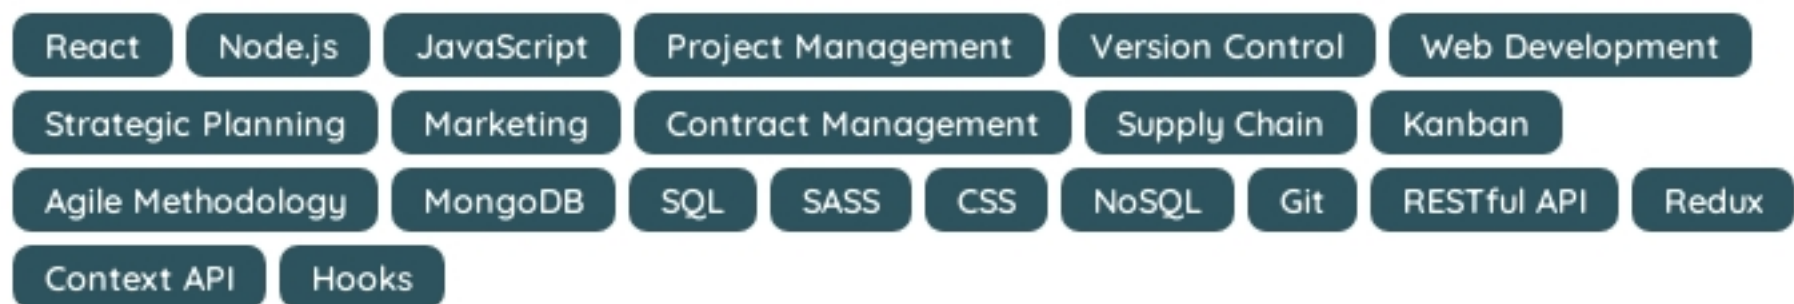 React Node.js JavaScript Project Management Version Control Web Development
Strategic Planning Marketing Contract Management Supply Chain Kanban
Agile Methodology MongoDB SQL SASS CSS NoSQL Git RESTful API Redux
Context API Hooks